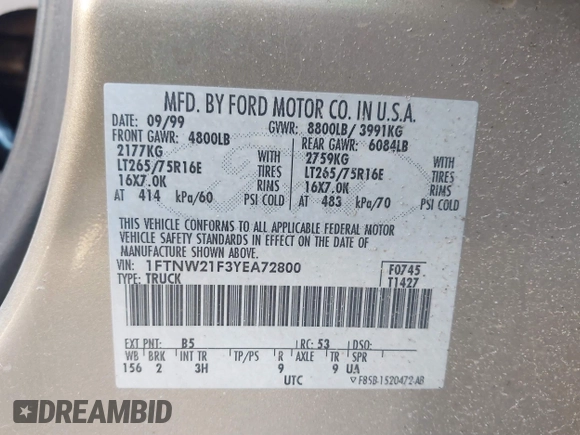 MFD. BY FORD MOTOR CO. IN U.S.A.
DATE: 09/99 GVWR: 8800LB/ 3991KG
FRONT GAWR: 4800LB REAR GAWR: 6084LB
2177KG WITH 2759KG WITH
LT265/75R16E TIRES LT265/75R16E TIRES
16X7.0K RIMS 16X7.0K RIMS
AT 414 kPa/60 PSI COLD AT 483 kPa/70 PSI COLD
THIS VEHICLE CONFORMS TO ALL APPLICABLE FEDERAL MOTOR
VEHICLE SAFETY STANDARDS IN EFFECT ON THE DATE OF
MANUFACTURE SHOWN ABOVE.
VIN: 1FTNW21F3YEA72800 F0745
TYPE: TRUCK T1427
EXT PNT: B5 RC: 53 DSO:
WB BRK INT TR TP/PS R AXLE TR SPR
156 2 3H 9 9 UA
UTC F85B-1520472-AB
DREAMBID